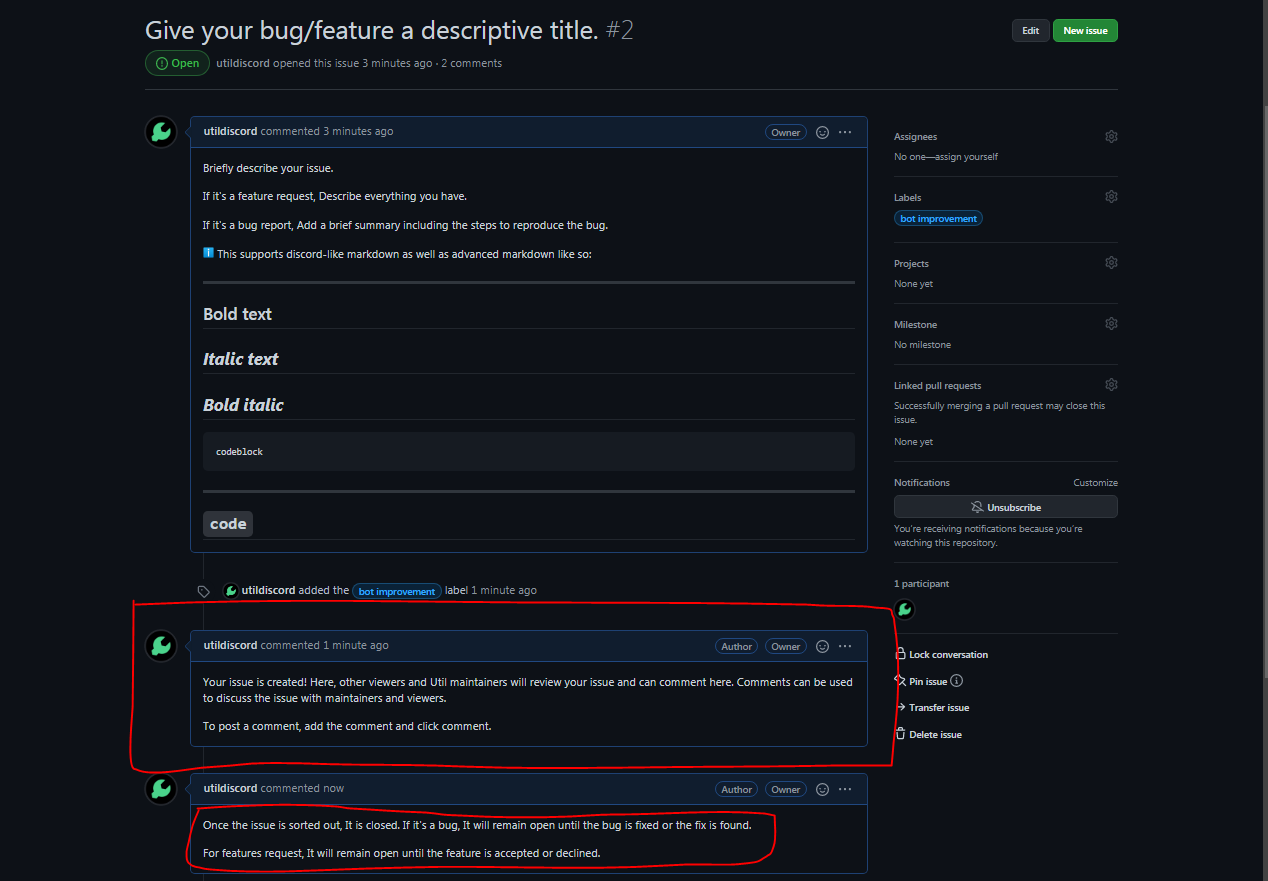 Give your bug/feature a descriptive title. #2
Edit
New issue
Open
utildiscord opened this issue 3 minutes ago · 2 comments
utildiscord commented 3 minutes ago
Owner
Briefly describe your issue.
If it's a feature request, Describe everything you have.
If it's a bug report, Add a brief summary including the steps to reproduce the bug.
ℹ️ This supports discord-like markdown as well as advanced markdown like so:
Bold text
Italic text
Bold italic
codeblock
code
utildiscord added the bot improvement label 1 minute ago
utildiscord commented 1 minute ago
Author
Owner
Your issue is created! Here, other viewers and Util maintainers will review your issue and can comment here. Comments can be used
to discuss the issue with maintainers and viewers.
To post a comment, add the comment and click comment.
utildiscord commented now
Author
Owner
Once the issue is sorted out, It is closed. If it's a bug, It will remain open until the bug is fixed or the fix is found.
For features request, It will remain open until the feature is accepted or declined.
Assignees
No one—assign yourself
Labels
bot improvement
Projects
None yet
Milestone
No milestone
Linked pull requests
Successfully merging a pull request may close this
issue.
None yet
Notifications
Customize
Unsubscribe
You're receiving notifications because you're
watching this repository.
1 participant
Lock conversation
Pin issue
Transfer issue
Delete issue